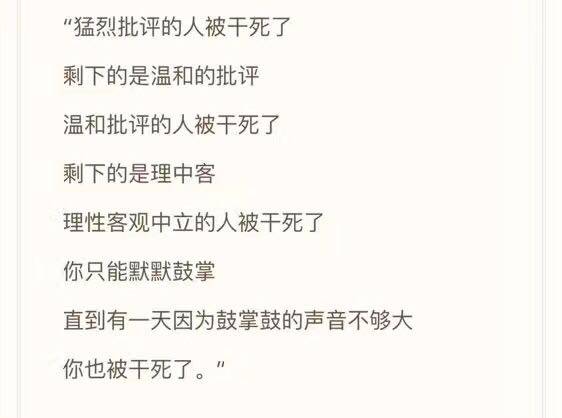 “猛烈批评的人被干死了
剩下的是温和的批评
温和批评的人被干死了
剩下的是理中客
理性客观中立的人被干死了
你只能默默鼓掌
直到有一天因为鼓掌鼓的声音不够大
你也被干死了。”